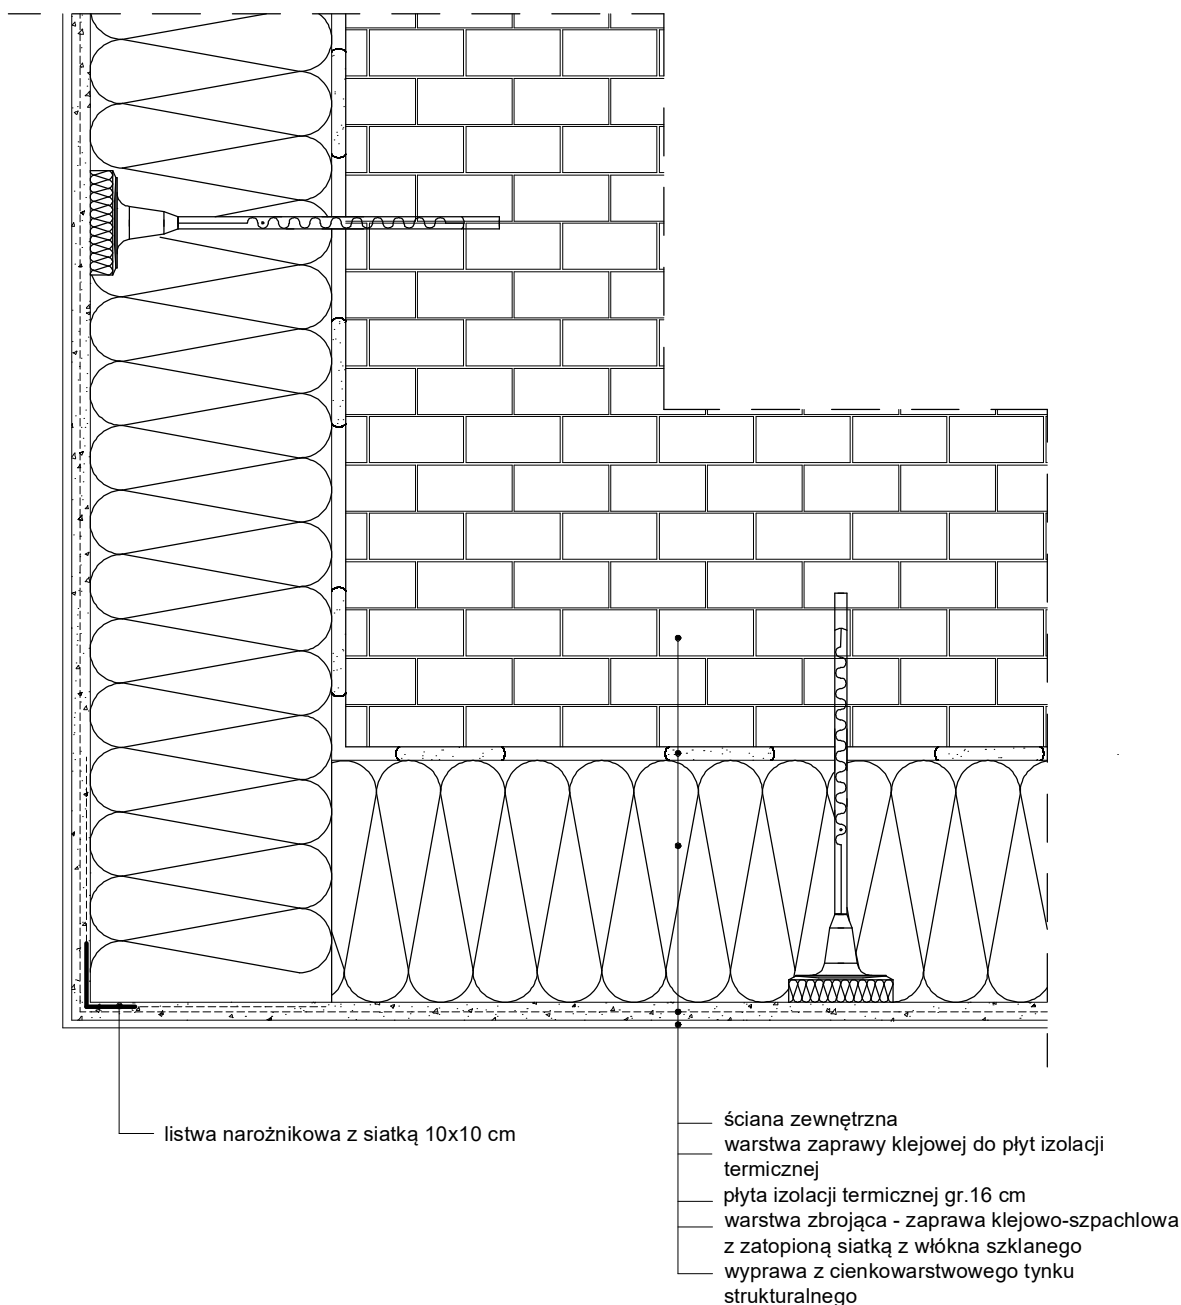 listwa narożnikowa z siatką 10x10 cm
ściana zewnętrzna
warstwa zaprawy klejowej do płyt izolacji
termicznej
płyta izolacji termicznej gr.16 cm
warstwa zbrojąca - zaprawa klejowo-szpachlowa
z zatopioną siatką z włókna szklanego
wyprawa z cienkowarstwowego tynku
strukturalnego